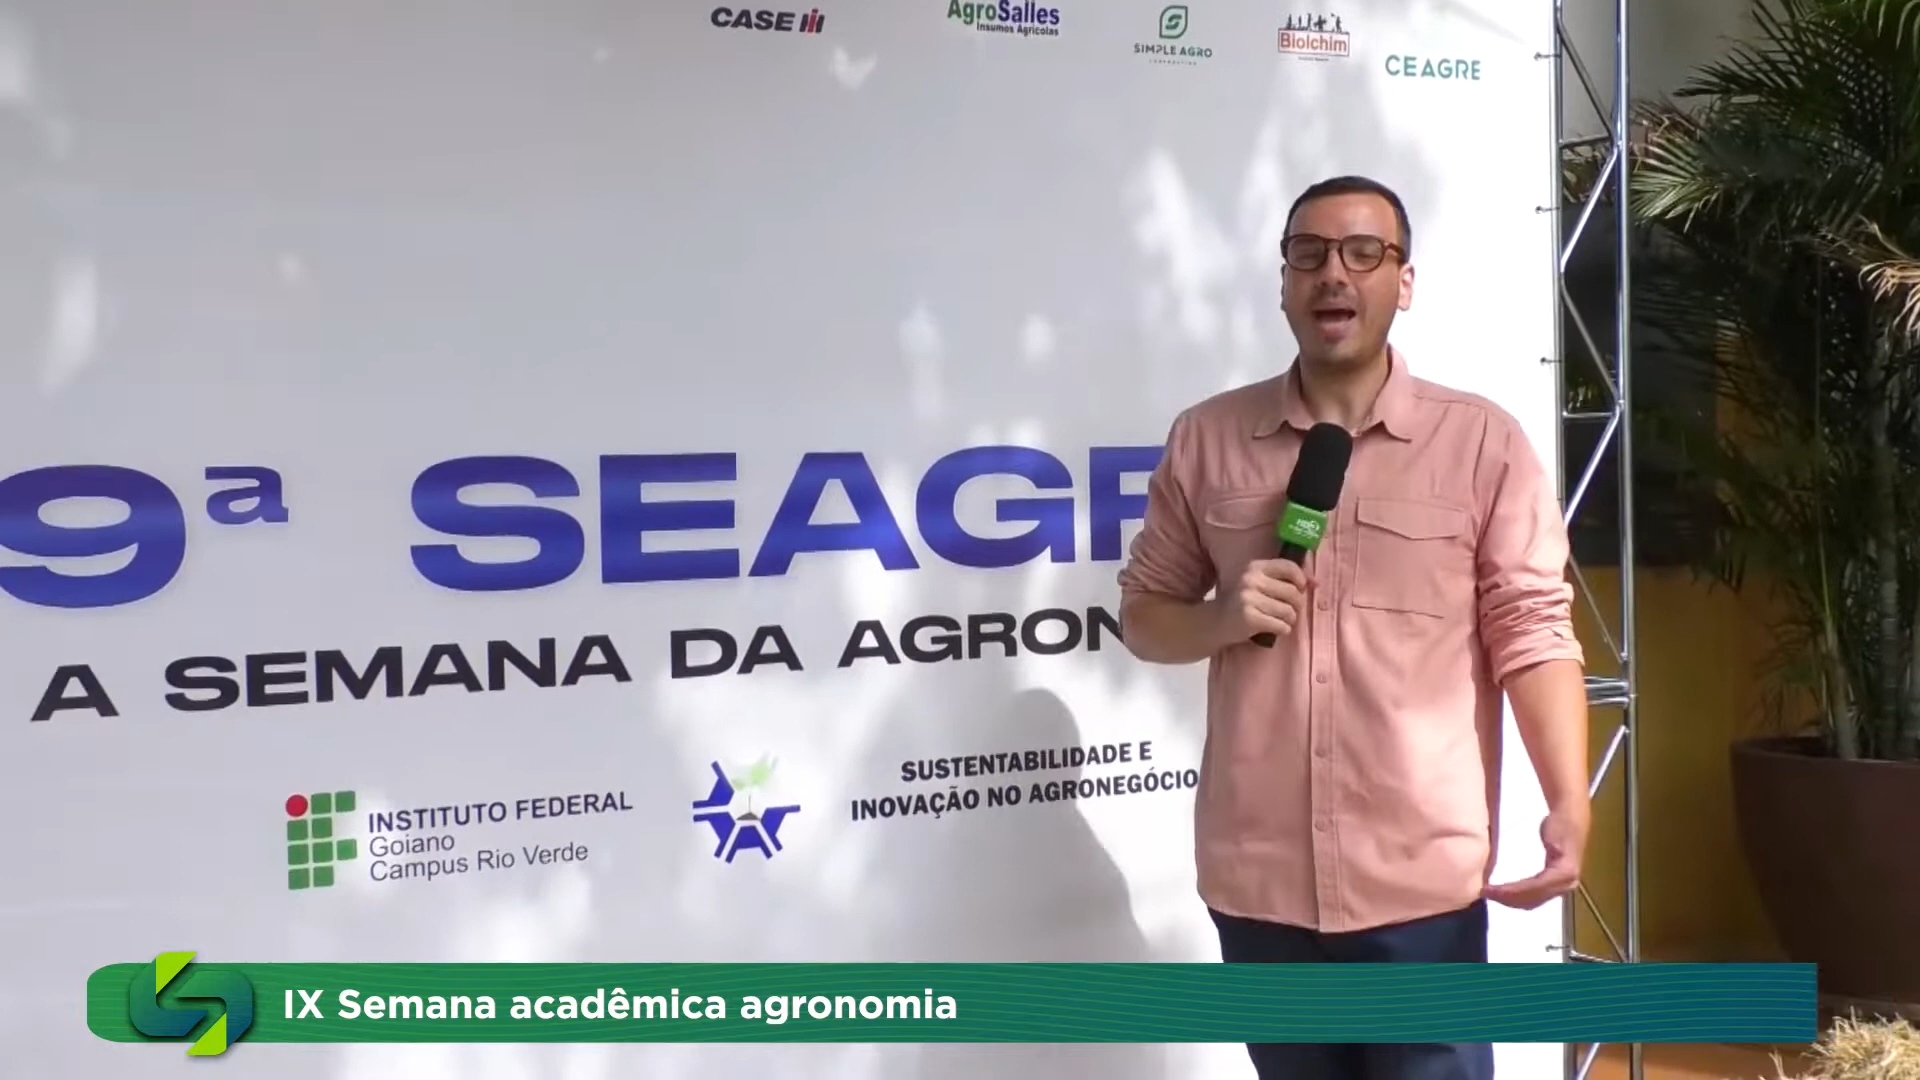 CASE IH
AgroSalles
Insumos Agrícolas
SIMPLE AGRO
Biolchim
CEAGRE
9ª SEAGR
A SEMANA DA AGRON
INSTITUTO FEDERAL
Goiano
Campus Rio Verde
SUSTENTABILIDADE E
INOVAÇÃO NO AGRONEGÓCIO
IX Semana acadêmica agronomia